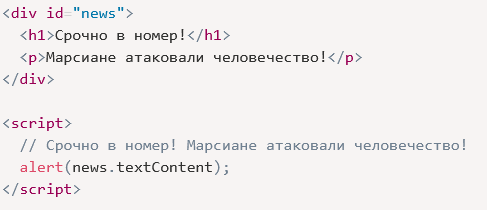 <div id="news">
  <h1>Срочно в номер!</h1>
  <p>Марсиане атаковали человечество!</p>
</div>

<script>
  // Срочно в номер! Марсиане атаковали человечество!
  alert(news.textContent);
</script>